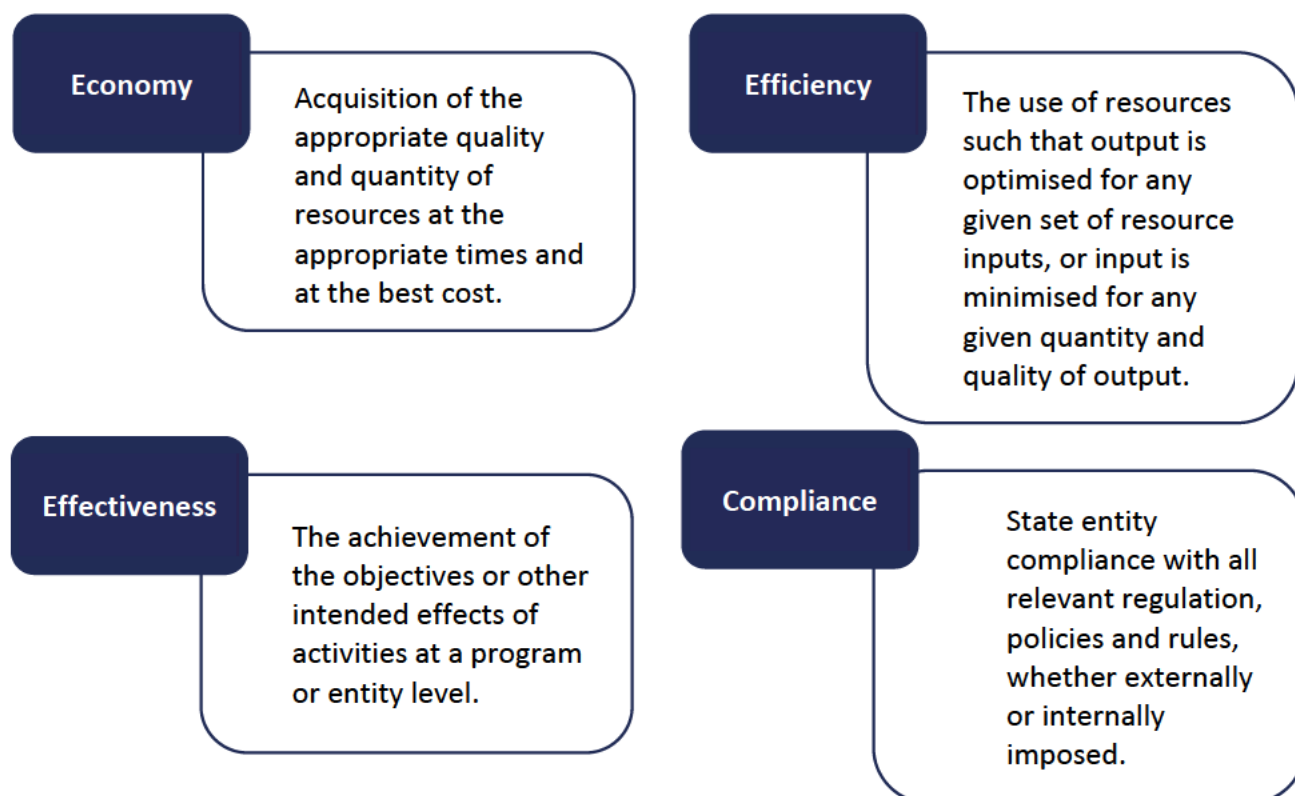 Economy
Acquisition of the
appropriate quality
and quantity of
resources at the
appropriate times and
at the best cost.
Efficiency
The use of resources
such that output is
optimised for any
given set of resource
inputs, or input is
minimised for any
given quantity and
quality of output.
Effectiveness
The achievement of
the objectives or other
intended effects of
activities at a program
or entity level.
Compliance
State entity
compliance with all
relevant regulation,
policies and rules,
whether externally
or internally
imposed.